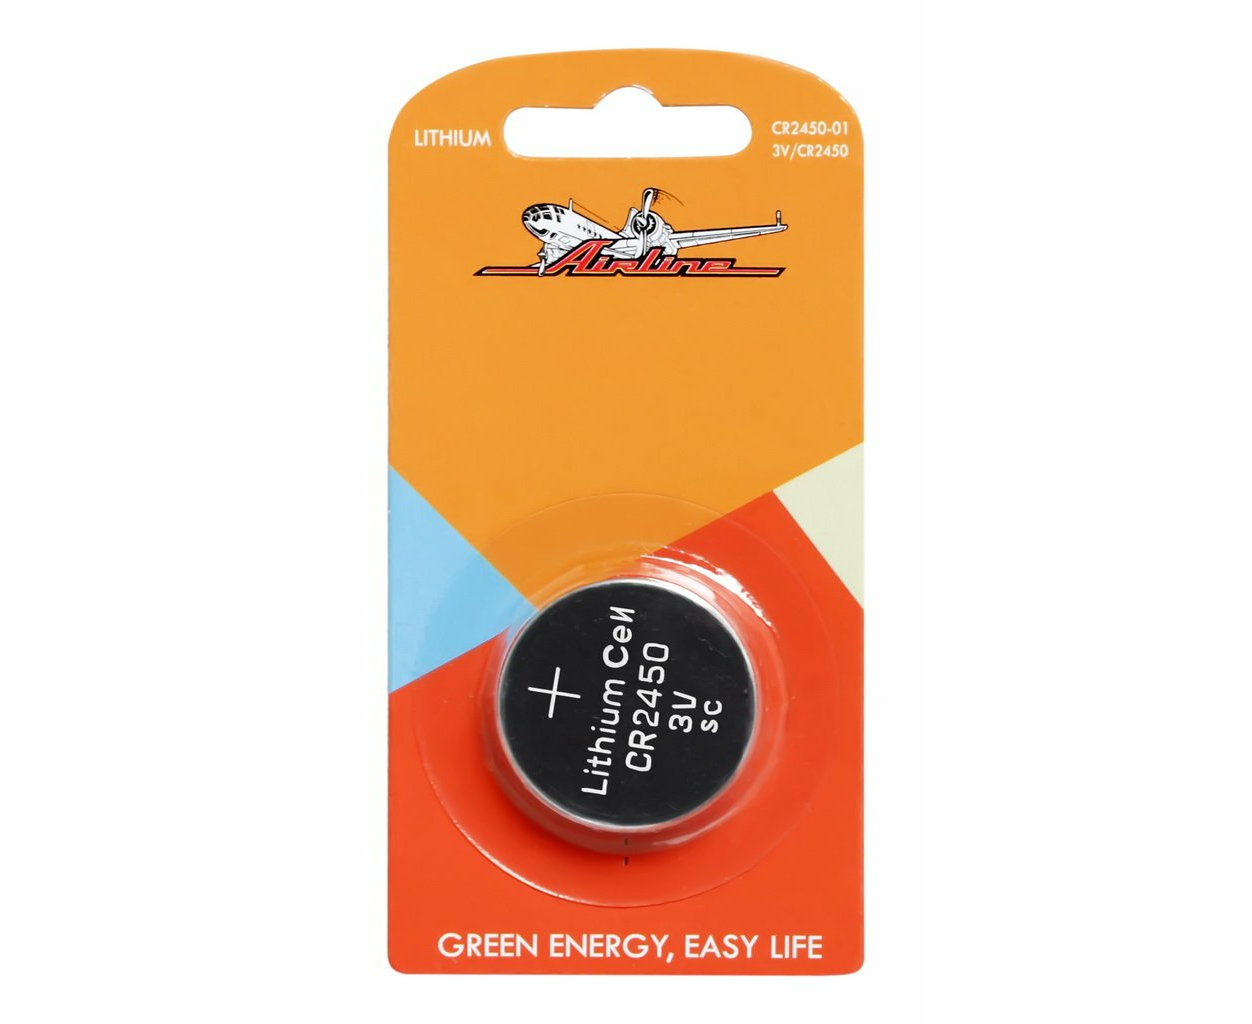 LITHIUM
CR2450-01
3V/CR2450
Airline
Lithium Cell
CR2450
3V
SC
GREEN ENERGY, EASY LIFE